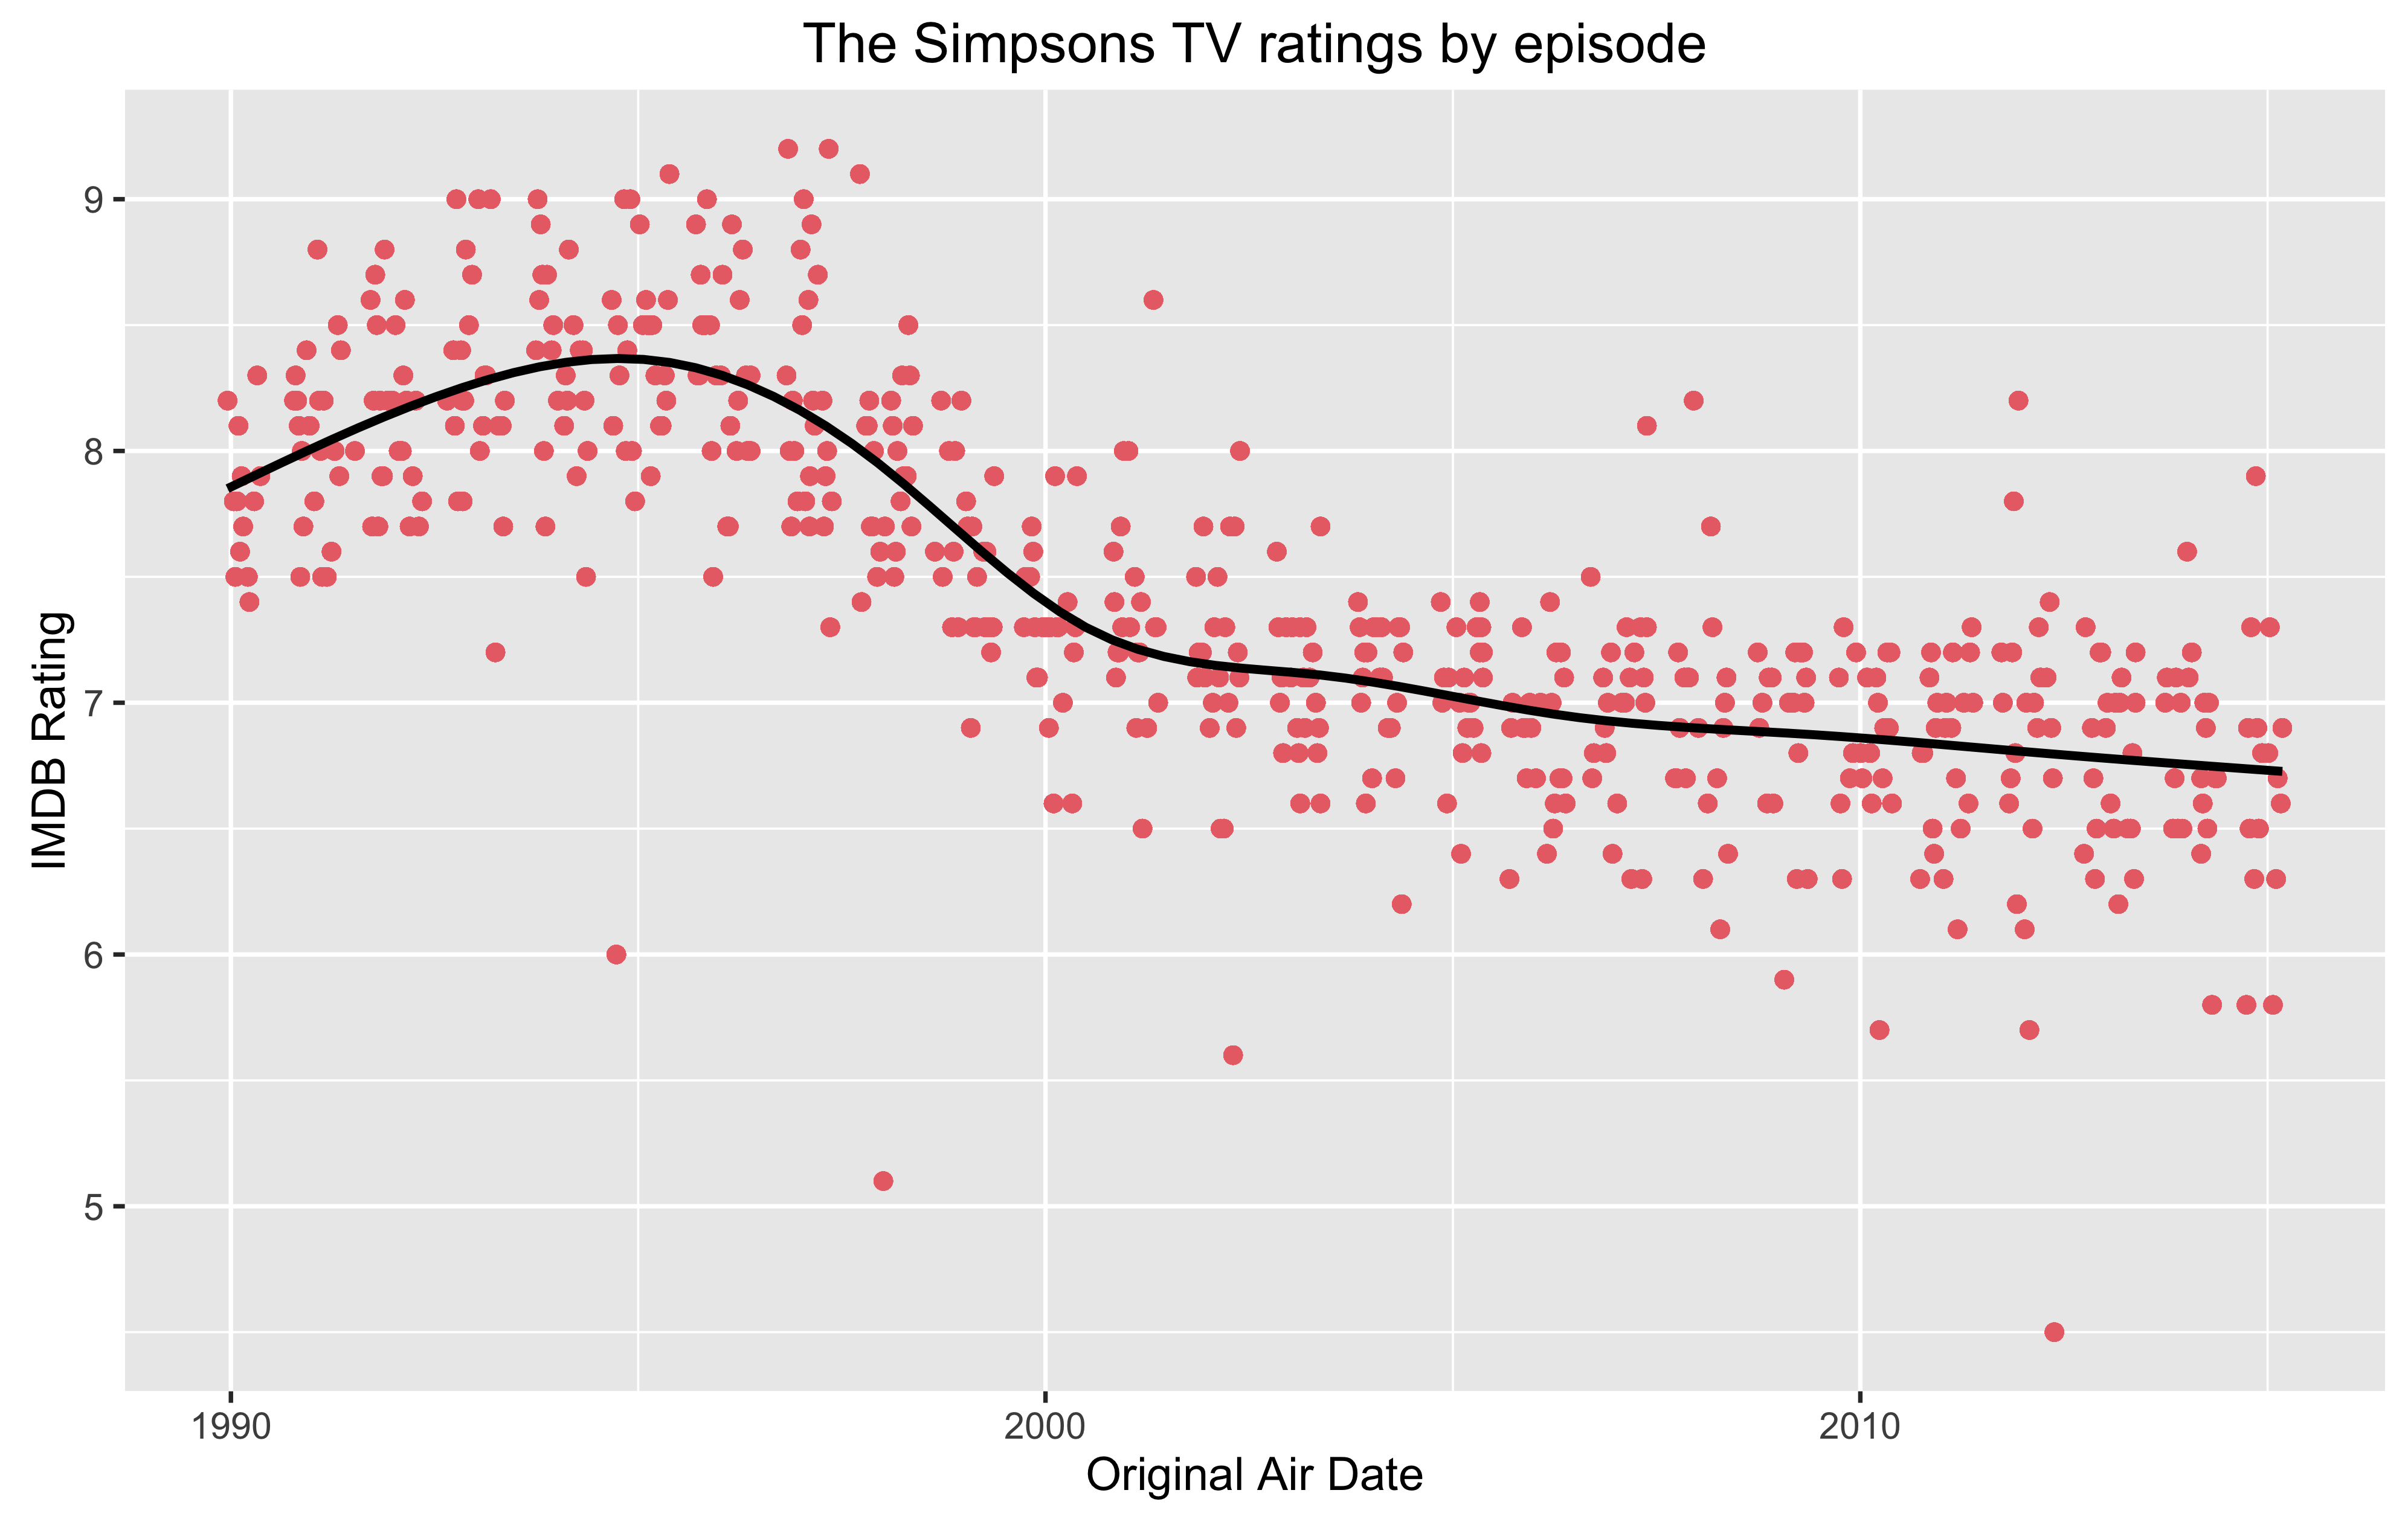 The Simpsons TV ratings by episode
IMDB Rating
9
8
7
6
5
1990
2000
2010
Original Air Date